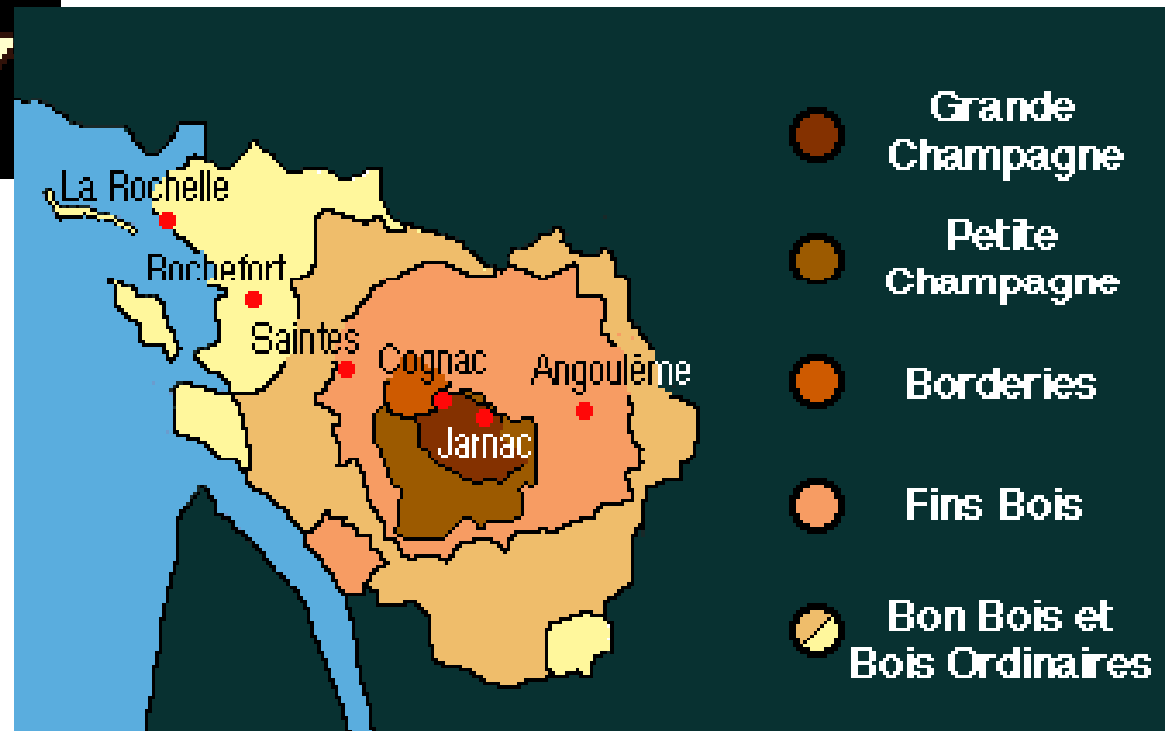 La Rochelle
Rochefort
Saintes
Cognac
Angoulême
Jarnac
Grande
Champagne
Petite
Champagne
Borderies
Fins Bois
Bon Bois et
Bois Ordinaires